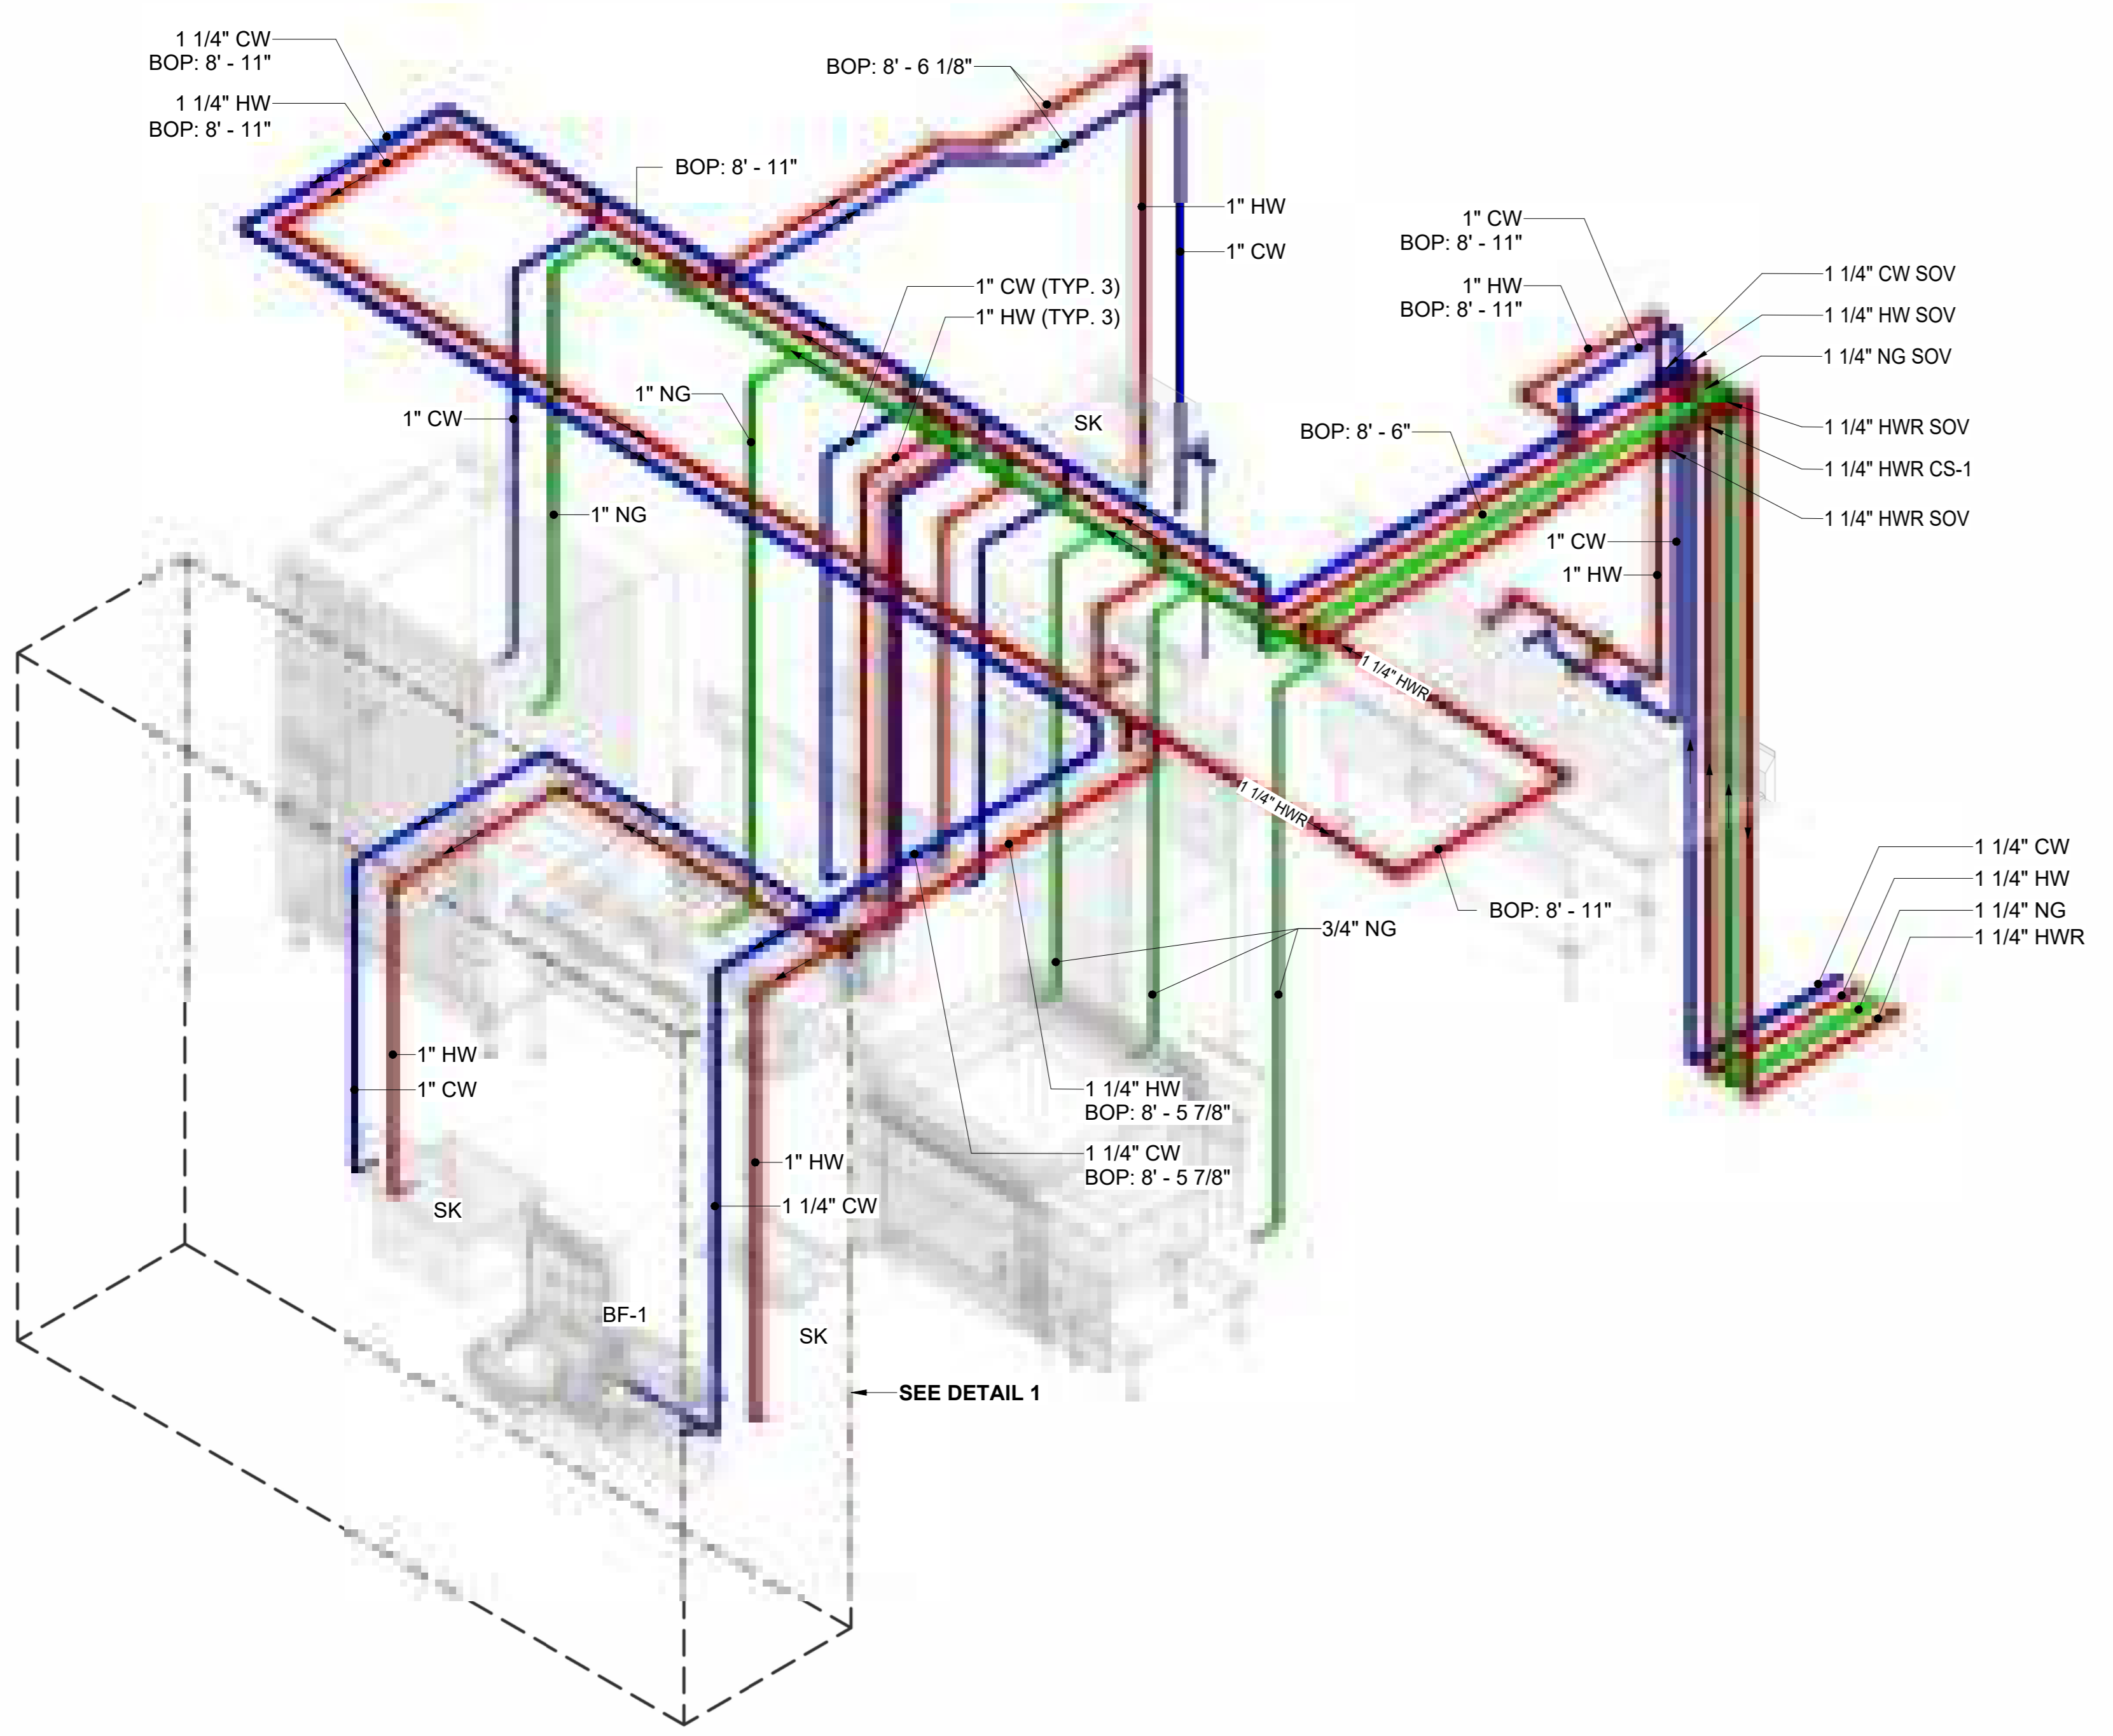 1 1/4" CW
BOP: 8' - 11"
1 1/4" HW
BOP: 8' - 11"
BOP: 8' - 6 1/8"
BOP: 8' - 11"
1" HW
1" CW
1" CW
BOP: 8' - 11"
1" HW
BOP: 8' - 11"
1 1/4" CW SOV
1 1/4" HW SOV
1 1/4" NG SOV
1 1/4" HWR SOV
1 1/4" HWR CS-1
1 1/4" HWR SOV
1" CW (TYP. 3)
1" HW (TYP. 3)
1" NG
1" CW
SK
BOP: 8' - 6"
1" NG
1" CW
1" HW
1 1/4" HWR
1 1/4" HWR
1 1/4" CW
1 1/4" HW
1 1/4" NG
1 1/4" HWR
BOP: 8' - 11"
3/4" NG
1" HW
1" CW
1 1/4" HW
BOP: 8' - 5 7/8"
1 1/4" CW
BOP: 8' - 5 7/8"
1" HW
1 1/4" CW
SK
BF-1
SK
SEE DETAIL 1